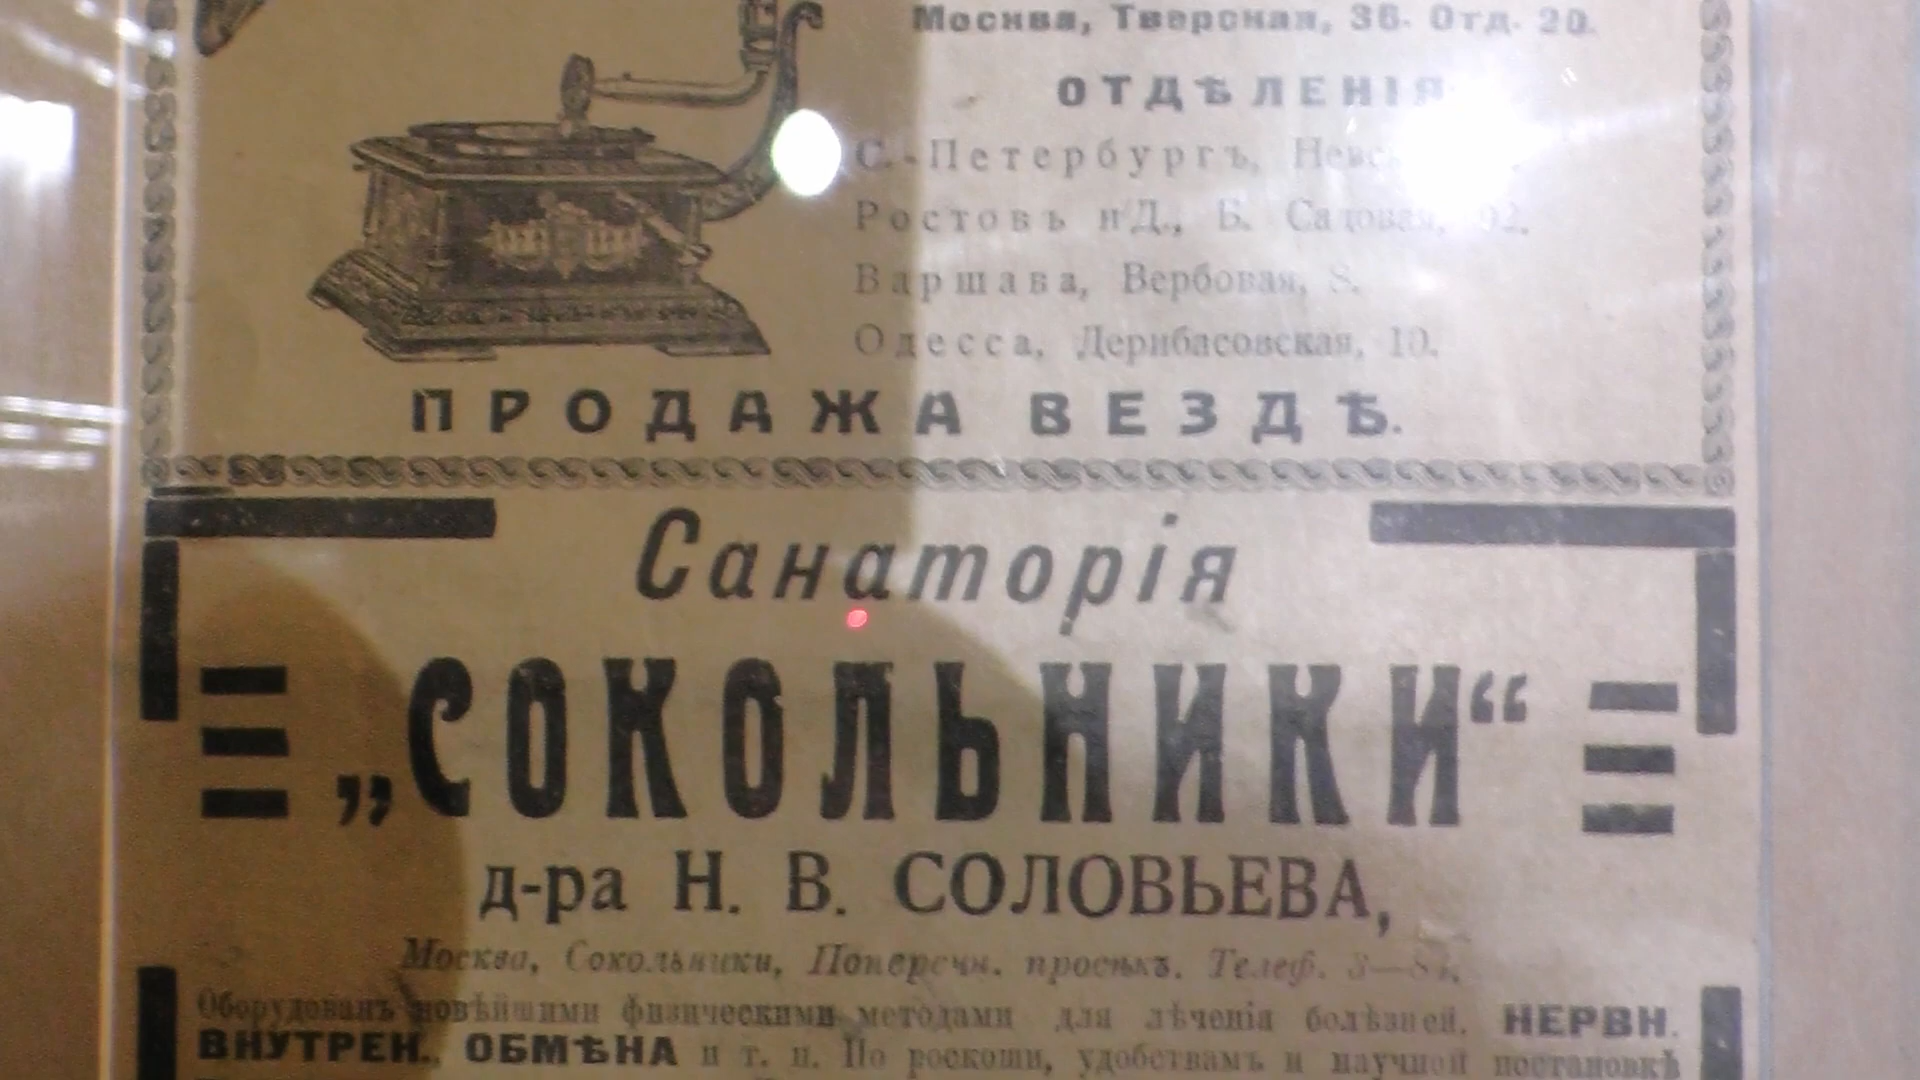 Москва, Тверская, 36. Отд. 20.
ОТДѢЛЕНІЯ
С.-Петербургъ,
Ростовъ н/Д., Б. Садовая, 92.
Варшава, Вербовая, 8.
Одесса, Дерибасовская, 10.
ПРОДАЖА ВЕЗДѢ.
Санаторія
„СОКОЛЬНИКИ“
д-ра Н. В. СОЛОВЬЕВА,
Москва, Сокольники, Поперечн. просѣкъ. Телеф.
Оборудованъ новѣйшими физическими методами для лѣченія болѣзней. НЕРВН.
ВНУТРЕН., ОБМѢНА и т. п. По роскоши, удобствамъ и научной постановкѣ